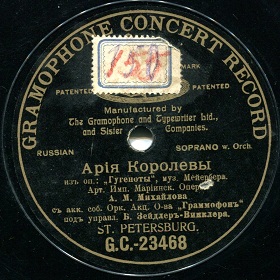 GRAMOPHONE CONCERT RECORD
150
MARK
PATENTED PATENTED
Manufactured by
The Gramophone and Typewriter Ltd.,
and Sister Companies.
RUSSIAN SOPRANO w. Orch.
Арія Королевы
изъ оп.: „Гугеноты", муз. Мейербера.
Арт. Имп. Маріинск. Оперы
А. М. Михайлова
съ акк. соб. Орк. Акц. О-ва „Граммофонъ"
подъ управл. Б. Зейдлеръ-Винклера.
ST. PETERSBURG.
G.C.-23468